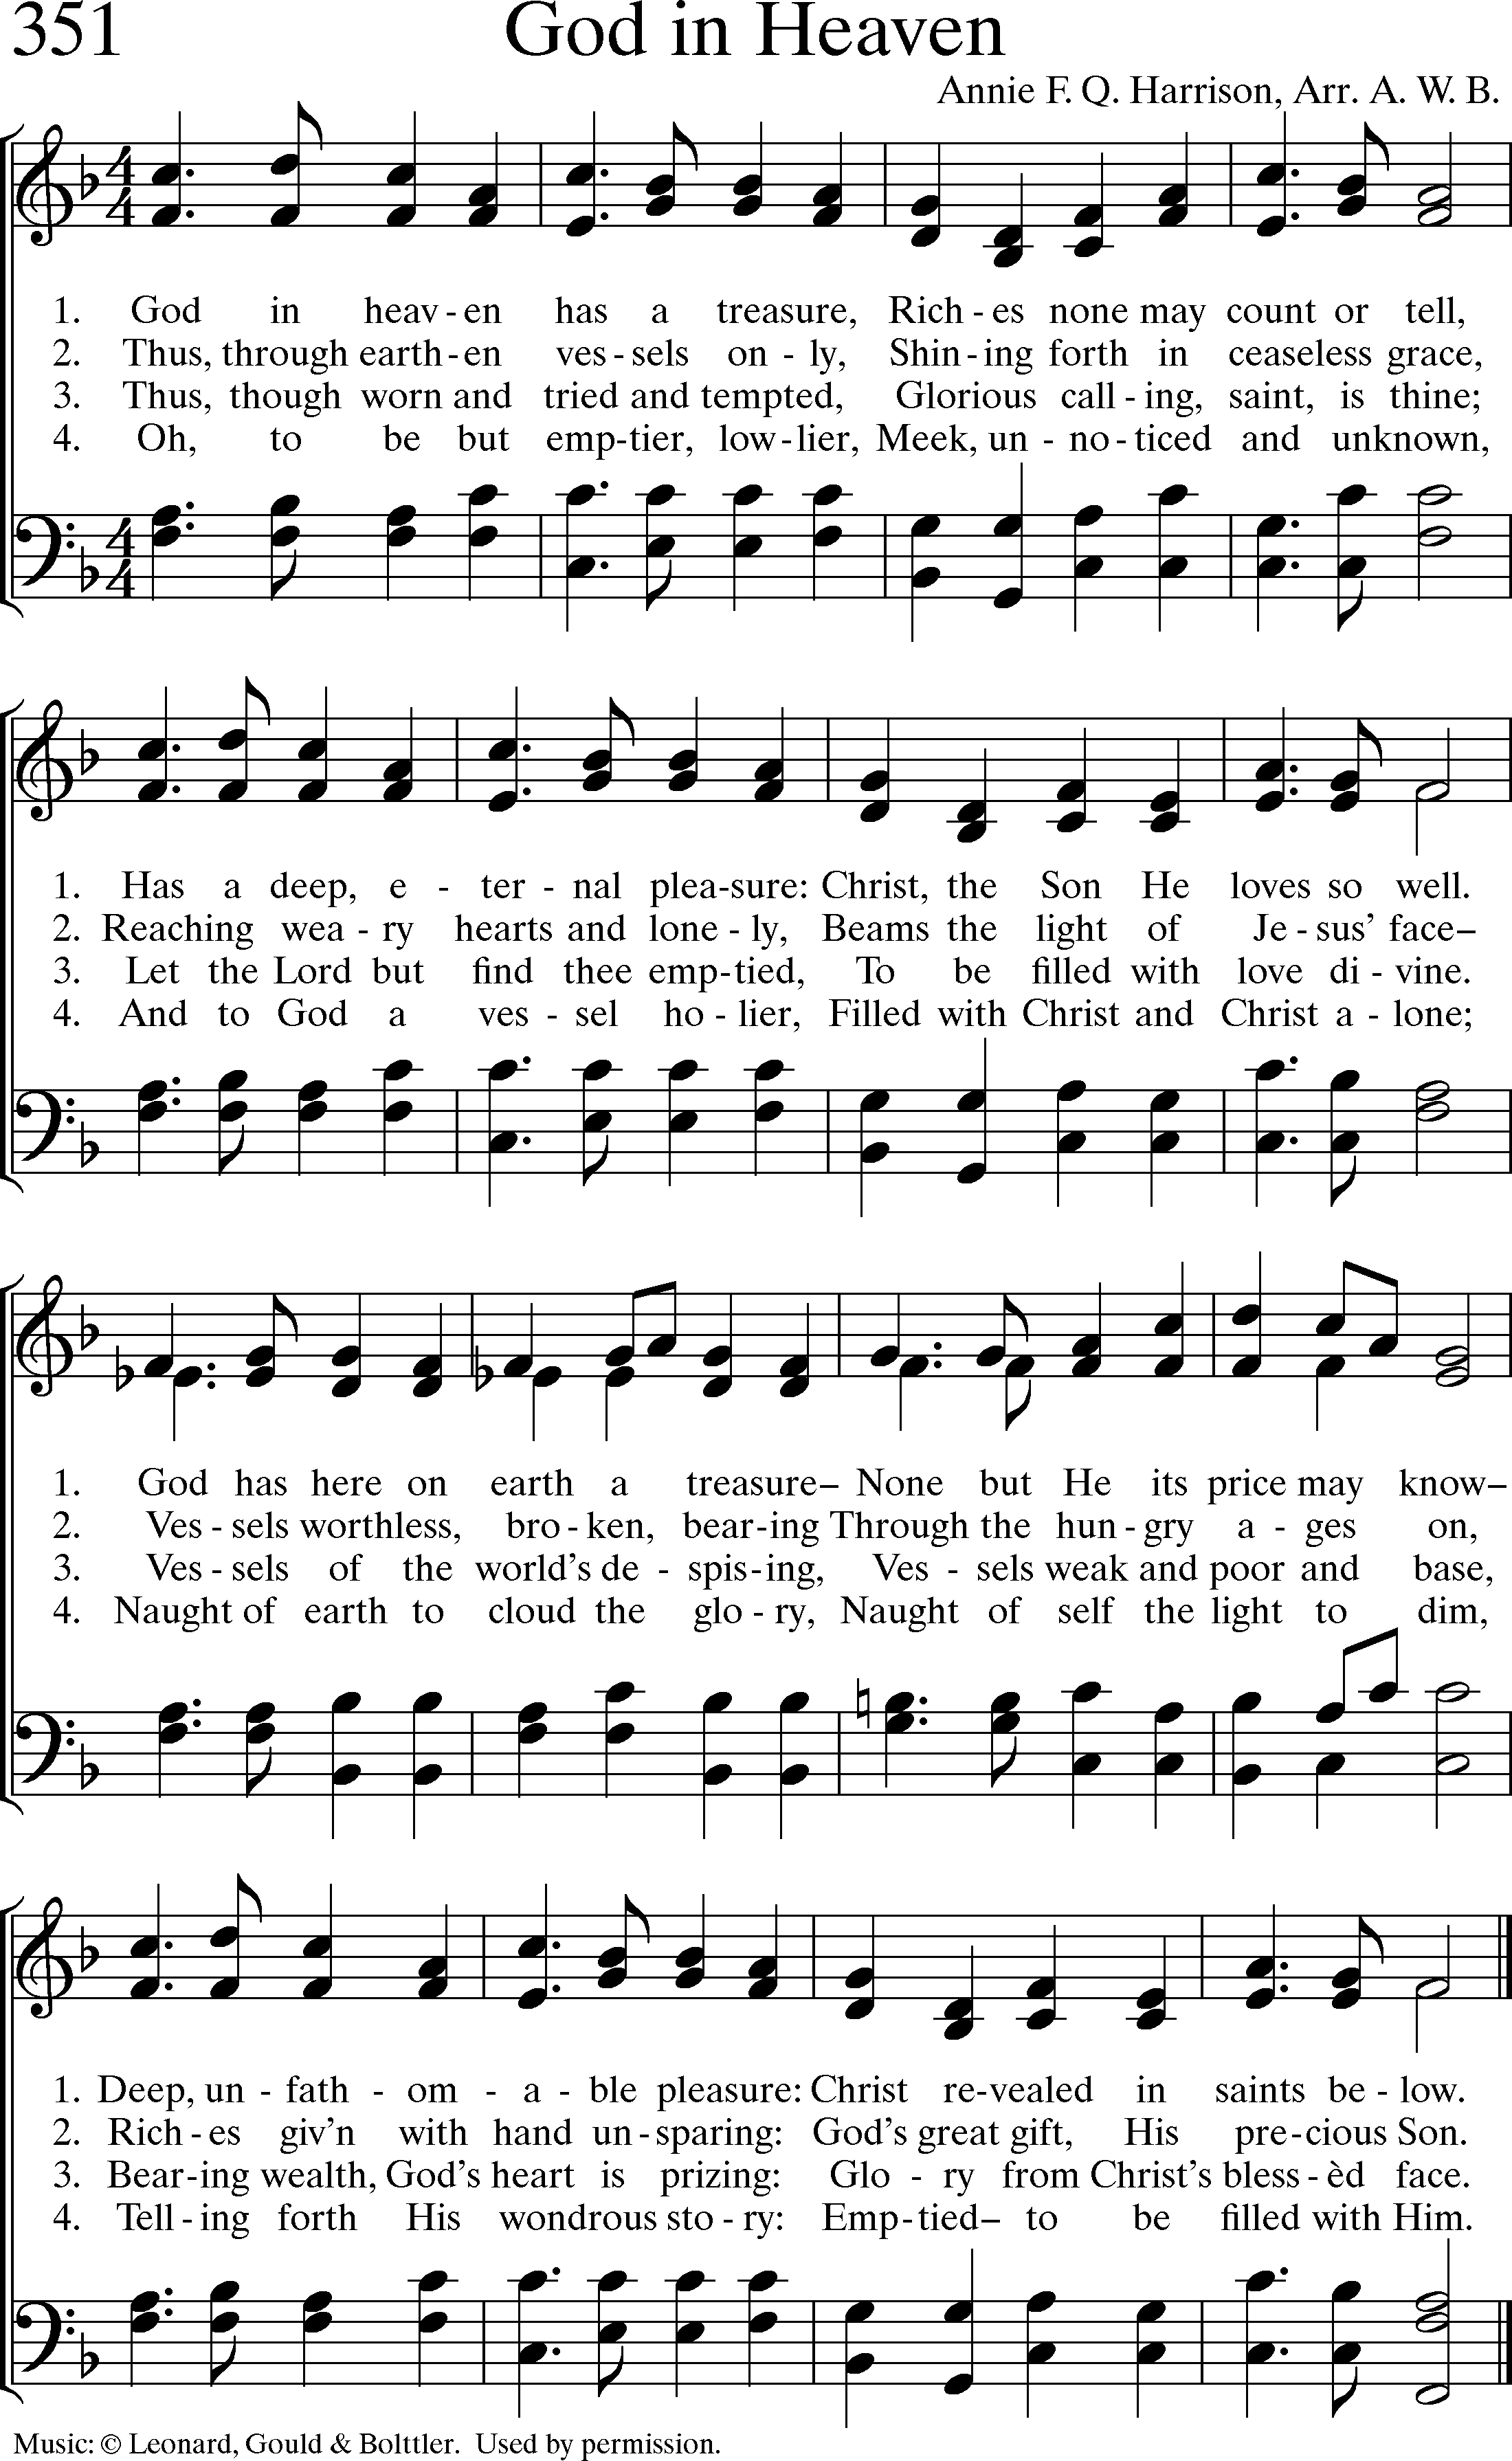 351 God in Heaven
Annie F. Q. Harrison, Arr. A. W. B.
1. God in heav-en has a treasure, Rich-es none may count or tell,
2. Thus, through earth-en ves-sels on-ly, Shin-ing forth in ceaseless grace,
3. Thus, though worn and tried and tempted, Glorious call-ing, saint, is thine;
4. Oh, to be but emp-tier, low-lier, Meek, un-no-ticed and unknown,
1. Has a deep, e-ter-nal plea-sure: Christ, the Son He loves so well.
2. Reaching wea-ry hearts and lone-ly, Beams the light of Je-sus' face–
3. Let the Lord but find thee emp-tied, To be filled with love di-vine.
4. And to God a ves-sel ho-lier, Filled with Christ and Christ a-lone;
1. God has here on earth a treasure– None but He its price may know–
2. Ves-sels worthless, bro-ken, bear-ing Through the hun-gry a-ges on,
3. Ves-sels of the world's de-spis-ing, Ves-sels weak and poor and base,
4. Naught of earth to cloud the glo-ry, Naught of self the light to dim,
1. Deep, un-fath-om-a-ble pleasure: Christ re-vealed in saints be-low.
2. Rich-es giv'n with hand un-sparing: God's great gift, His pre-cious Son.
3. Bear-ing wealth, God's heart is prizing: Glo-ry from Christ's bless-èd face.
4. Tell-ing forth His wondrous sto-ry: Emp-tied– to be filled with Him.
Music: © Leonard, Gould & Bolttler. Used by permission.